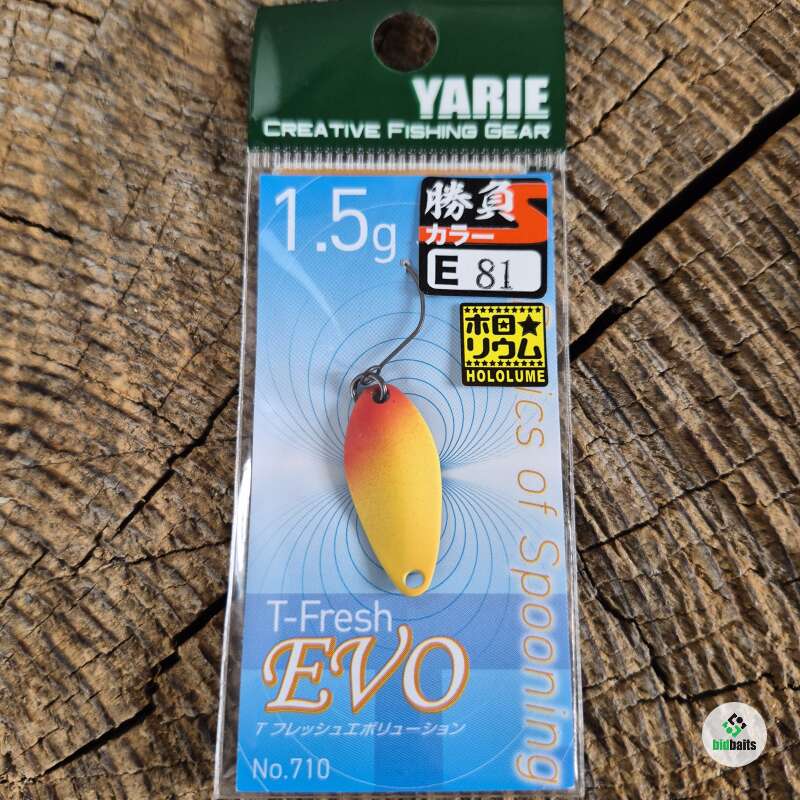 YARIE
CREATIVE FISHING GEAR
1.5g
勝負 S
カラー
E 81
ホロ★
リウム
HOLOLUME
ics of Spooning
T-Fresh
EVO
T フレッシュエボリューション
No.710
bidbaits